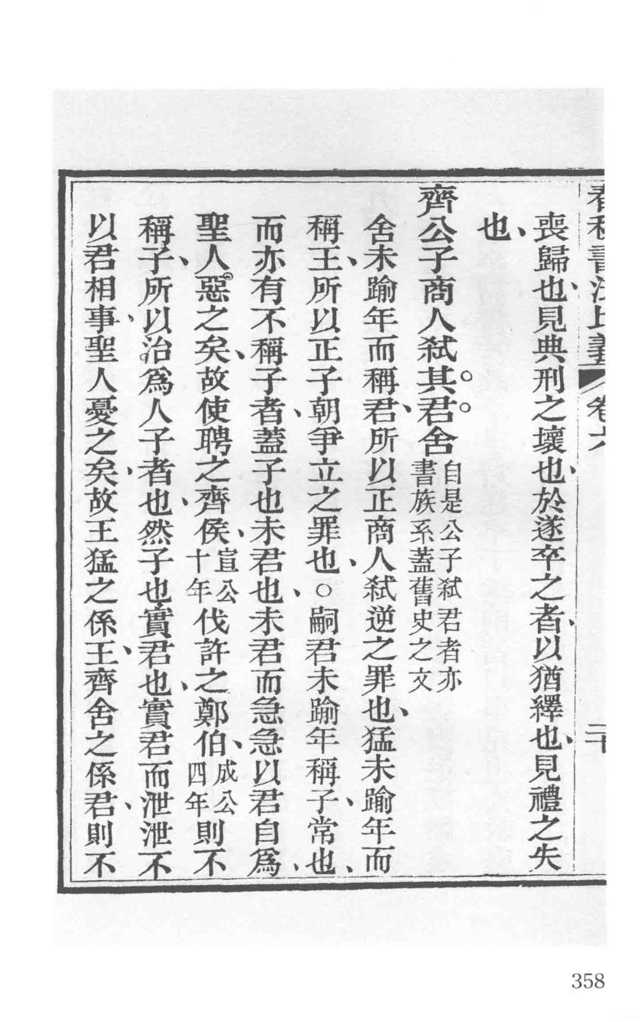 春秋書法比義 卷六 二十
喪歸也、見典刑之壞也、於遂卒之者、以猶繹也、見禮之失
也、
齊公子商人弒其君舍 自是公子弒君者亦書族系蓋舊史之文
舍未踰年而稱君、所以正商人弒逆之罪也、猛未踰年而
稱王、所以正子朝爭立之罪也、○嗣君未踰年稱子、常也、
而亦有不稱子者、蓋子也、未君也、未君而急急以君自為、
聖人惡之矣、故使聘之齊侯、宣公十年伐許之鄭伯、成公四年則不
稱子、所以治為人子者也、然子也、實君也、實君而泄泄不
以君相事、聖人憂之矣、故王猛之係王、齊舍之係君、則不
358